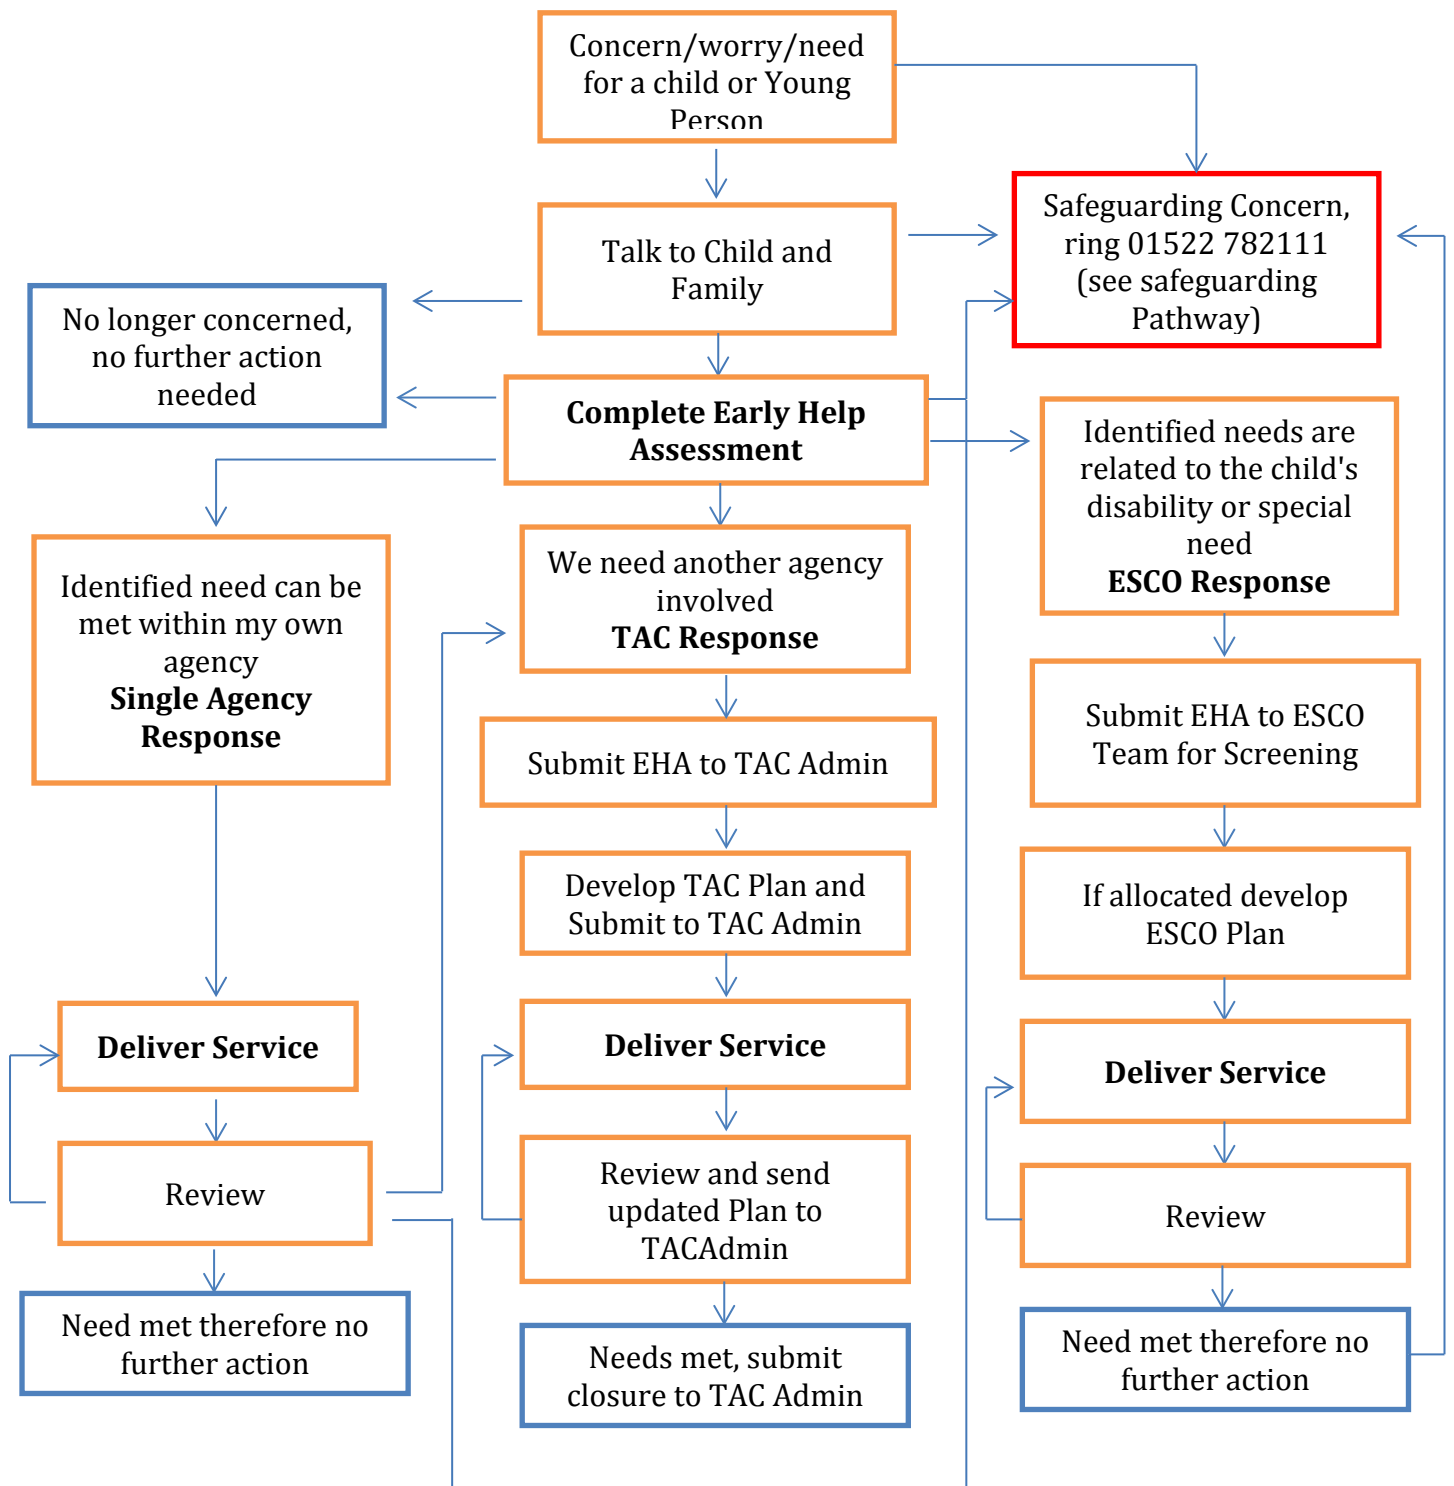 Concern/worry/need
for a child or Young
Person
Safeguarding Concern,
ring 01522 782111
(see safeguarding
Pathway)
Talk to Child and
Family
No longer concerned,
no further action
needed
Complete Early Help
Assessment
Identified needs are
related to the child's
disability or special
need
ESCO Response
Identified need can be
met within my own
agency
Single Agency
Response
We need another agency
involved
TAC Response
Submit EHA to TAC Admin
Submit EHA to ESCO
Team for Screening
Develop TAC Plan and
Submit to TAC Admin
If allocated develop
ESCO Plan
Deliver Service
Deliver Service
Deliver Service
Review
Review and send
updated Plan to
TACAdmin
Review
Need met therefore no
further action
Needs met, submit
closure to TAC Admin
Need met therefore no
further action